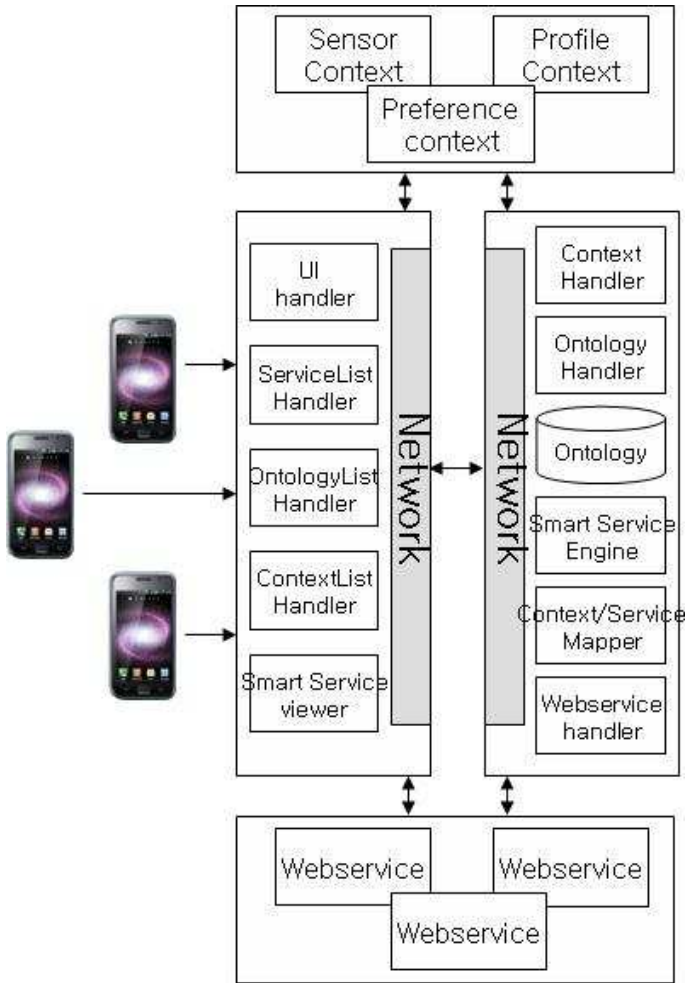 Sensor
Context
Profile
Context
Preference
context
UI
handler
ServiceList
Handler
OntologyList
Handler
ContextList
Handler
Smart Service
viewer
Network
Network
Context
Handler
Ontology
Handler
Ontology
Smart Service
Engine
Context/Service
Mapper
Webservice
handler
Webservice
Webservice
Webservice